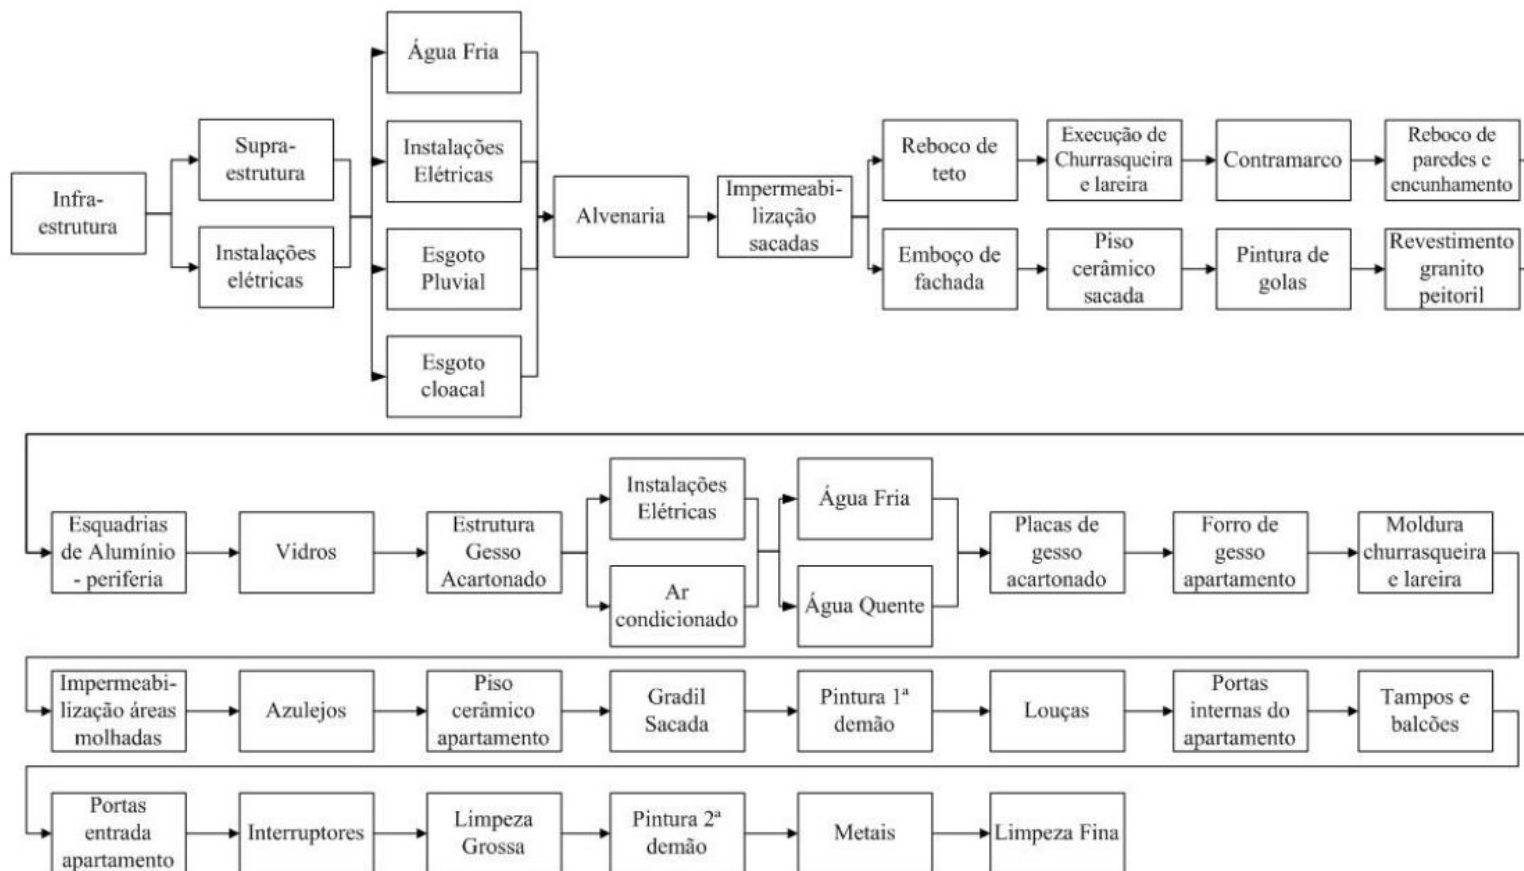 Infra-
estrutura
Supra-
estrutura
Instalações
elétricas
Água Fria
Instalações
Elétricas
Esgoto
Pluvial
Esgoto
cloacal
Alvenaria
Impermeabi-
lização
sacadas
Reboco de
teto
Execução de
Churrasqueira
e lareira
Contramarco
Reboco de
paredes e
encunhamento
Emboço de
fachada
Piso
cerâmico
sacada
Pintura de
golas
Revestimento
granito
peitoril
Esquadrias
de Alumínio
- periferia
Vidros
Estrutura
Gesso
Acartonado
Instalações
Elétricas
Ar
condicionado
Água Fria
Água Quente
Placas de
gesso
acartonado
Forro de
gesso
apartamento
Moldura
churrasqueira
e lareira
Impermeabi-
lização áreas
molhadas
Azulejos
Piso
cerâmico
apartamento
Gradil
Sacada
Pintura 1ª
demão
Louças
Portas
internas do
apartamento
Tampos e
balcões
Portas
entrada
apartamento
Interruptores
Limpeza
Grossa
Pintura 2ª
demão
Metais
Limpeza Fina